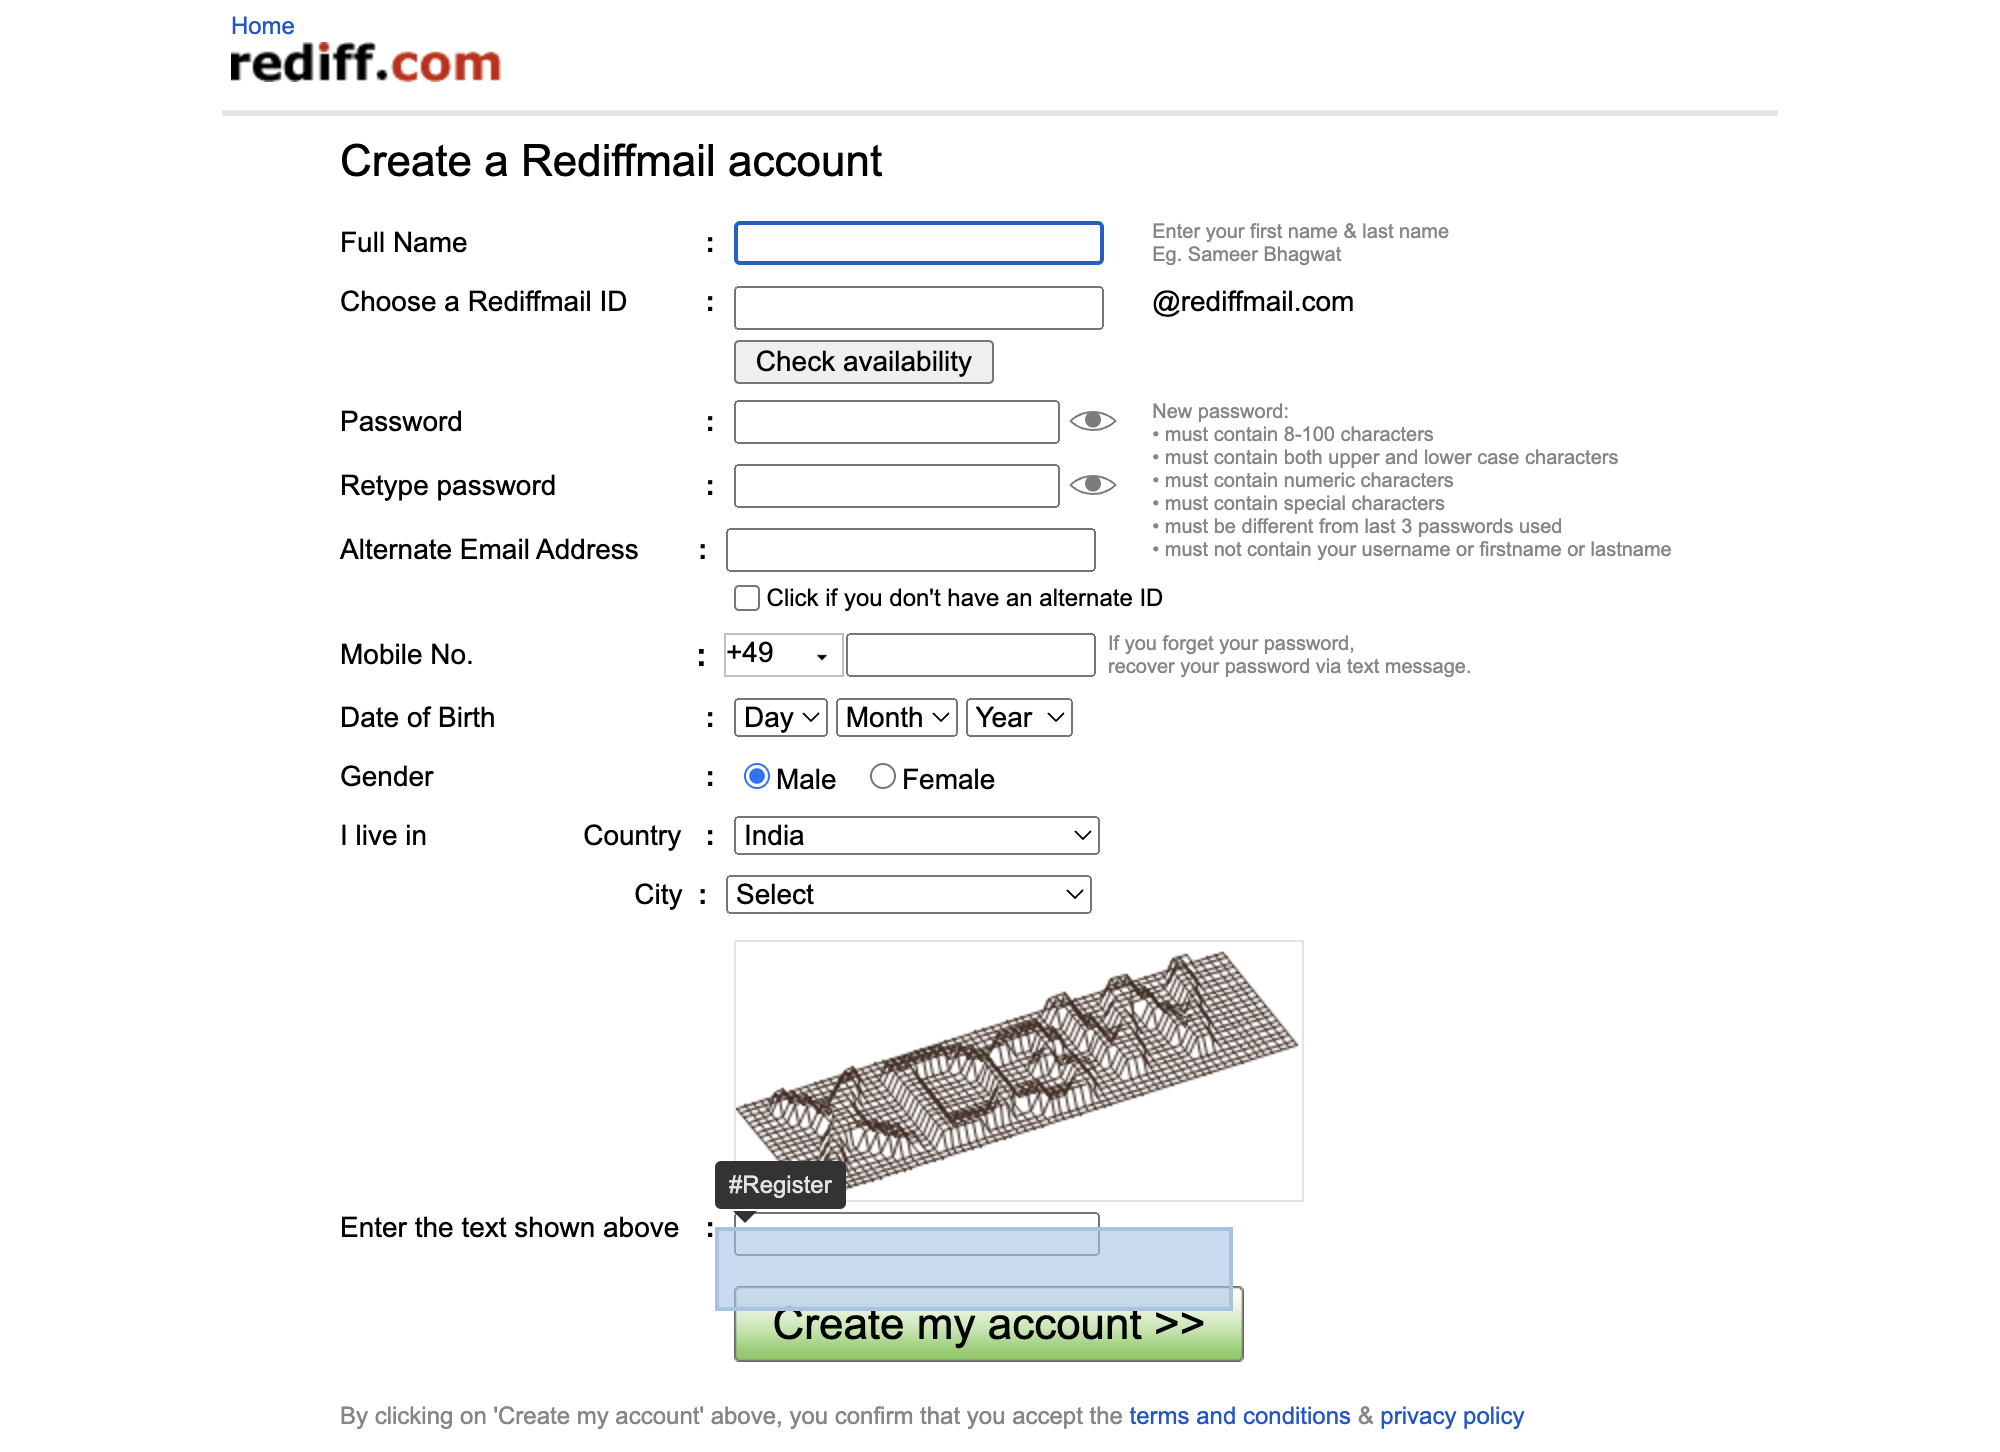 Home
rediff.com
Create a Rediffmail account
Full Name :
Enter your first name & last name
Eg. Sameer Bhagwat
Choose a Rediffmail ID : @rediffmail.com
Check availability
Password :
New password:
• must contain 8-100 characters
• must contain both upper and lower case characters
• must contain numeric characters
• must contain special characters
• must be different from last 3 passwords used
• must not contain your username or firstname or lastname
Retype password :
Alternate Email Address :
Click if you don't have an alternate ID
Mobile No. : +49
If you forget your password,
recover your password via text message.
Date of Birth : Day Month Year
Gender : Male Female
I live in Country : India
City : Select
#Register
Enter the text shown above :
Create my account >>
By clicking on 'Create my account' above, you confirm that you accept the terms and conditions & privacy policy